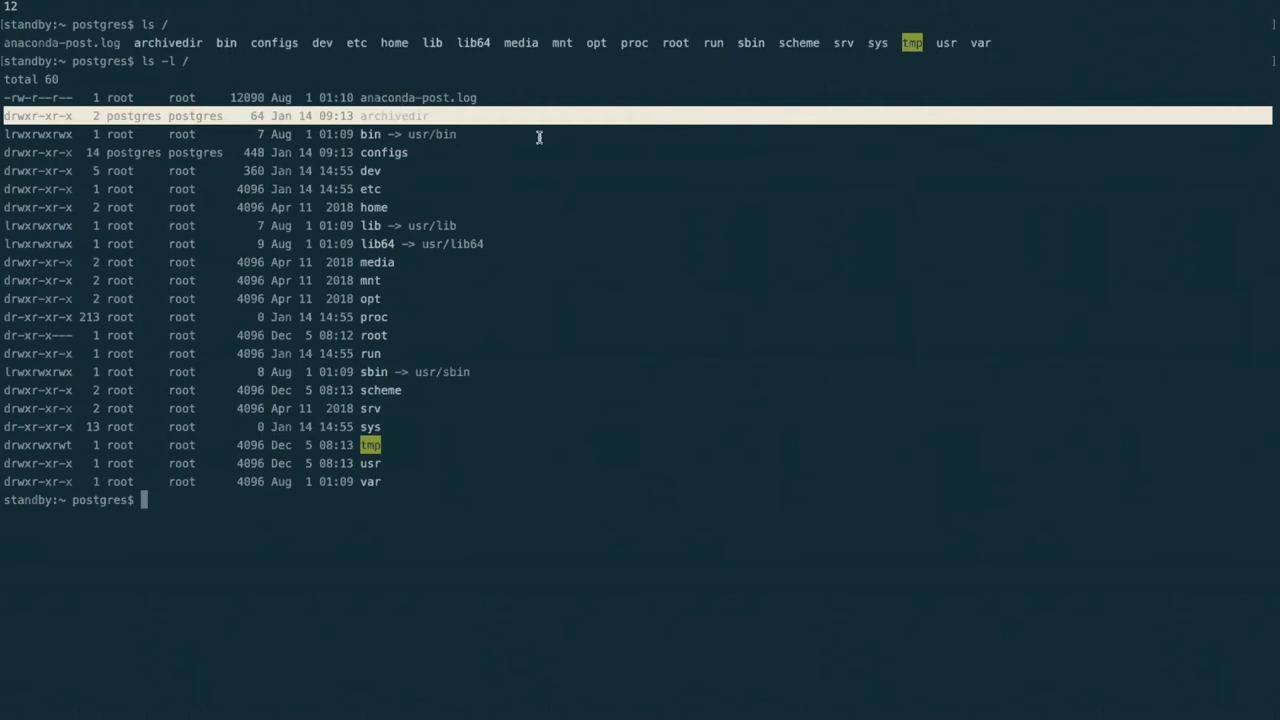 12
[standby:~ postgres$ ls /                                ]
anaconda-post.log  archivedir  bin  configs  dev  etc  home  lib  lib64  media  mnt  opt  proc  root  run  sbin  scheme  srv  sys  tmp  usr  var
[standby:~ postgres$ ls -l /                             ]
total 60
-rw-r--r--   1 root     root     12090 Aug  1 01:10 anaconda-post.log
drwxr-xr-x   2 postgres postgres    64 Jan 14 09:13 archivedir
lrwxrwxrwx   1 root     root         7 Aug  1 01:09 bin -> usr/bin
drwxr-xr-x  14 postgres postgres   448 Jan 14 09:13 configs
drwxr-xr-x   5 root     root       360 Jan 14 14:55 dev
drwxr-xr-x   1 root     root      4096 Jan 14 14:55 etc
drwxr-xr-x   2 root     root      4096 Apr 11  2018 home
lrwxrwxrwx   1 root     root         7 Aug  1 01:09 lib -> usr/lib
lrwxrwxrwx   1 root     root         9 Aug  1 01:09 lib64 -> usr/lib64
drwxr-xr-x   2 root     root      4096 Apr 11  2018 media
drwxr-xr-x   2 root     root      4096 Apr 11  2018 mnt
drwxr-xr-x   2 root     root      4096 Apr 11  2018 opt
dr-xr-xr-x 213 root     root         0 Jan 14 14:55 proc
dr-xr-x---   1 root     root      4096 Dec  5 08:12 root
drwxr-xr-x   1 root     root      4096 Jan 14 14:55 run
lrwxrwxrwx   1 root     root         8 Aug  1 01:09 sbin -> usr/sbin
drwxr-xr-x   2 root     root      4096 Dec  5 08:13 scheme
drwxr-xr-x   2 root     root      4096 Apr 11  2018 srv
dr-xr-xr-x  13 root     root         0 Jan 14 14:55 sys
drwxrwxrwt   1 root     root      4096 Dec  5 08:13 tmp
drwxr-xr-x   1 root     root      4096 Dec  5 08:13 usr
drwxr-xr-x   1 root     root      4096 Aug  1 01:09 var
standby:~ postgres$